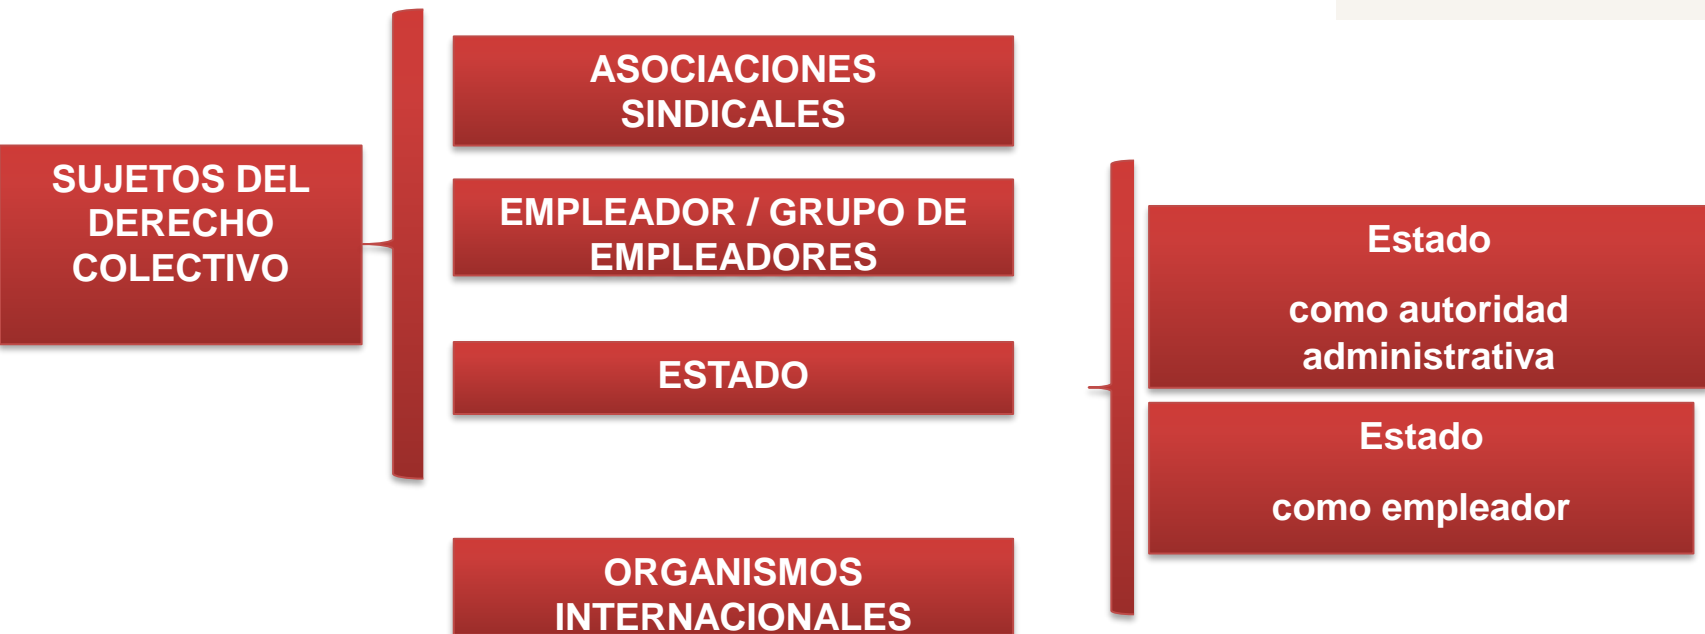 SUJETOS DEL
DERECHO
COLECTIVO
ASOCIACIONES
SINDICALES
EMPLEADOR / GRUPO DE
EMPLEADORES
ESTADO
ORGANISMOS
INTERNACIONALES
Estado
como autoridad
administrativa
Estado
como empleador